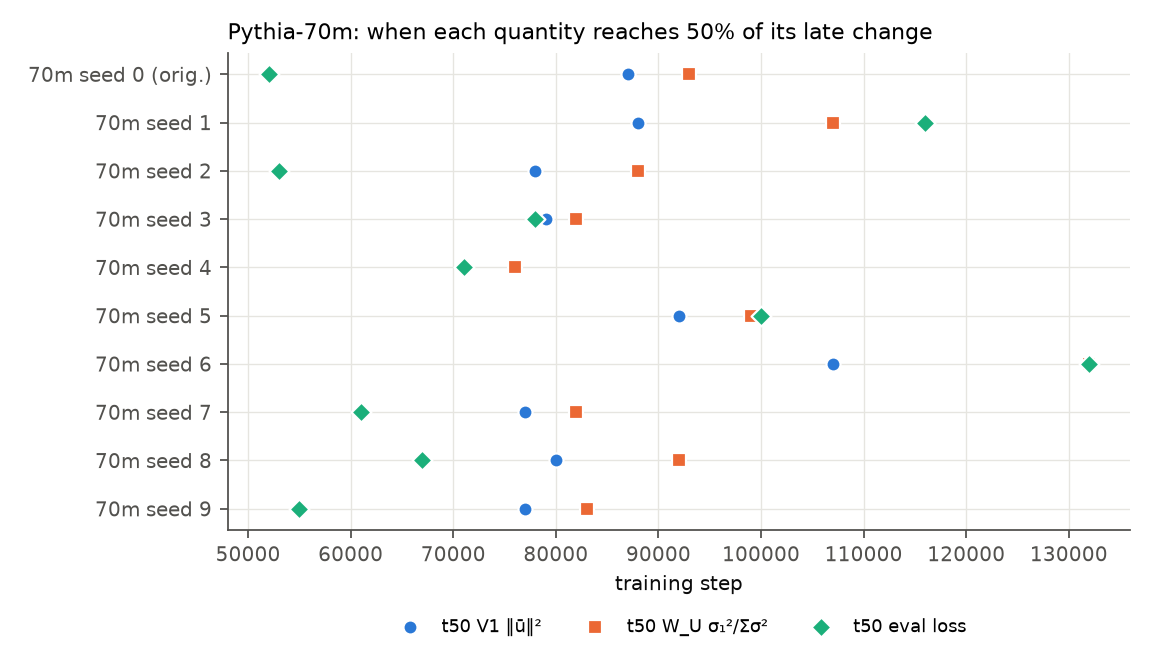 Pythia-70m: when each quantity reaches 50% of its late change
70m seed 0 (orig.)
70m seed 1
70m seed 2
70m seed 3
70m seed 4
70m seed 5
70m seed 6
70m seed 7
70m seed 8
70m seed 9
50000 60000 70000 80000 90000 100000 110000 120000 130000
training step
t50 V1 ‖ū‖² t50 W_U σ₁²/Σσ² t50 eval loss